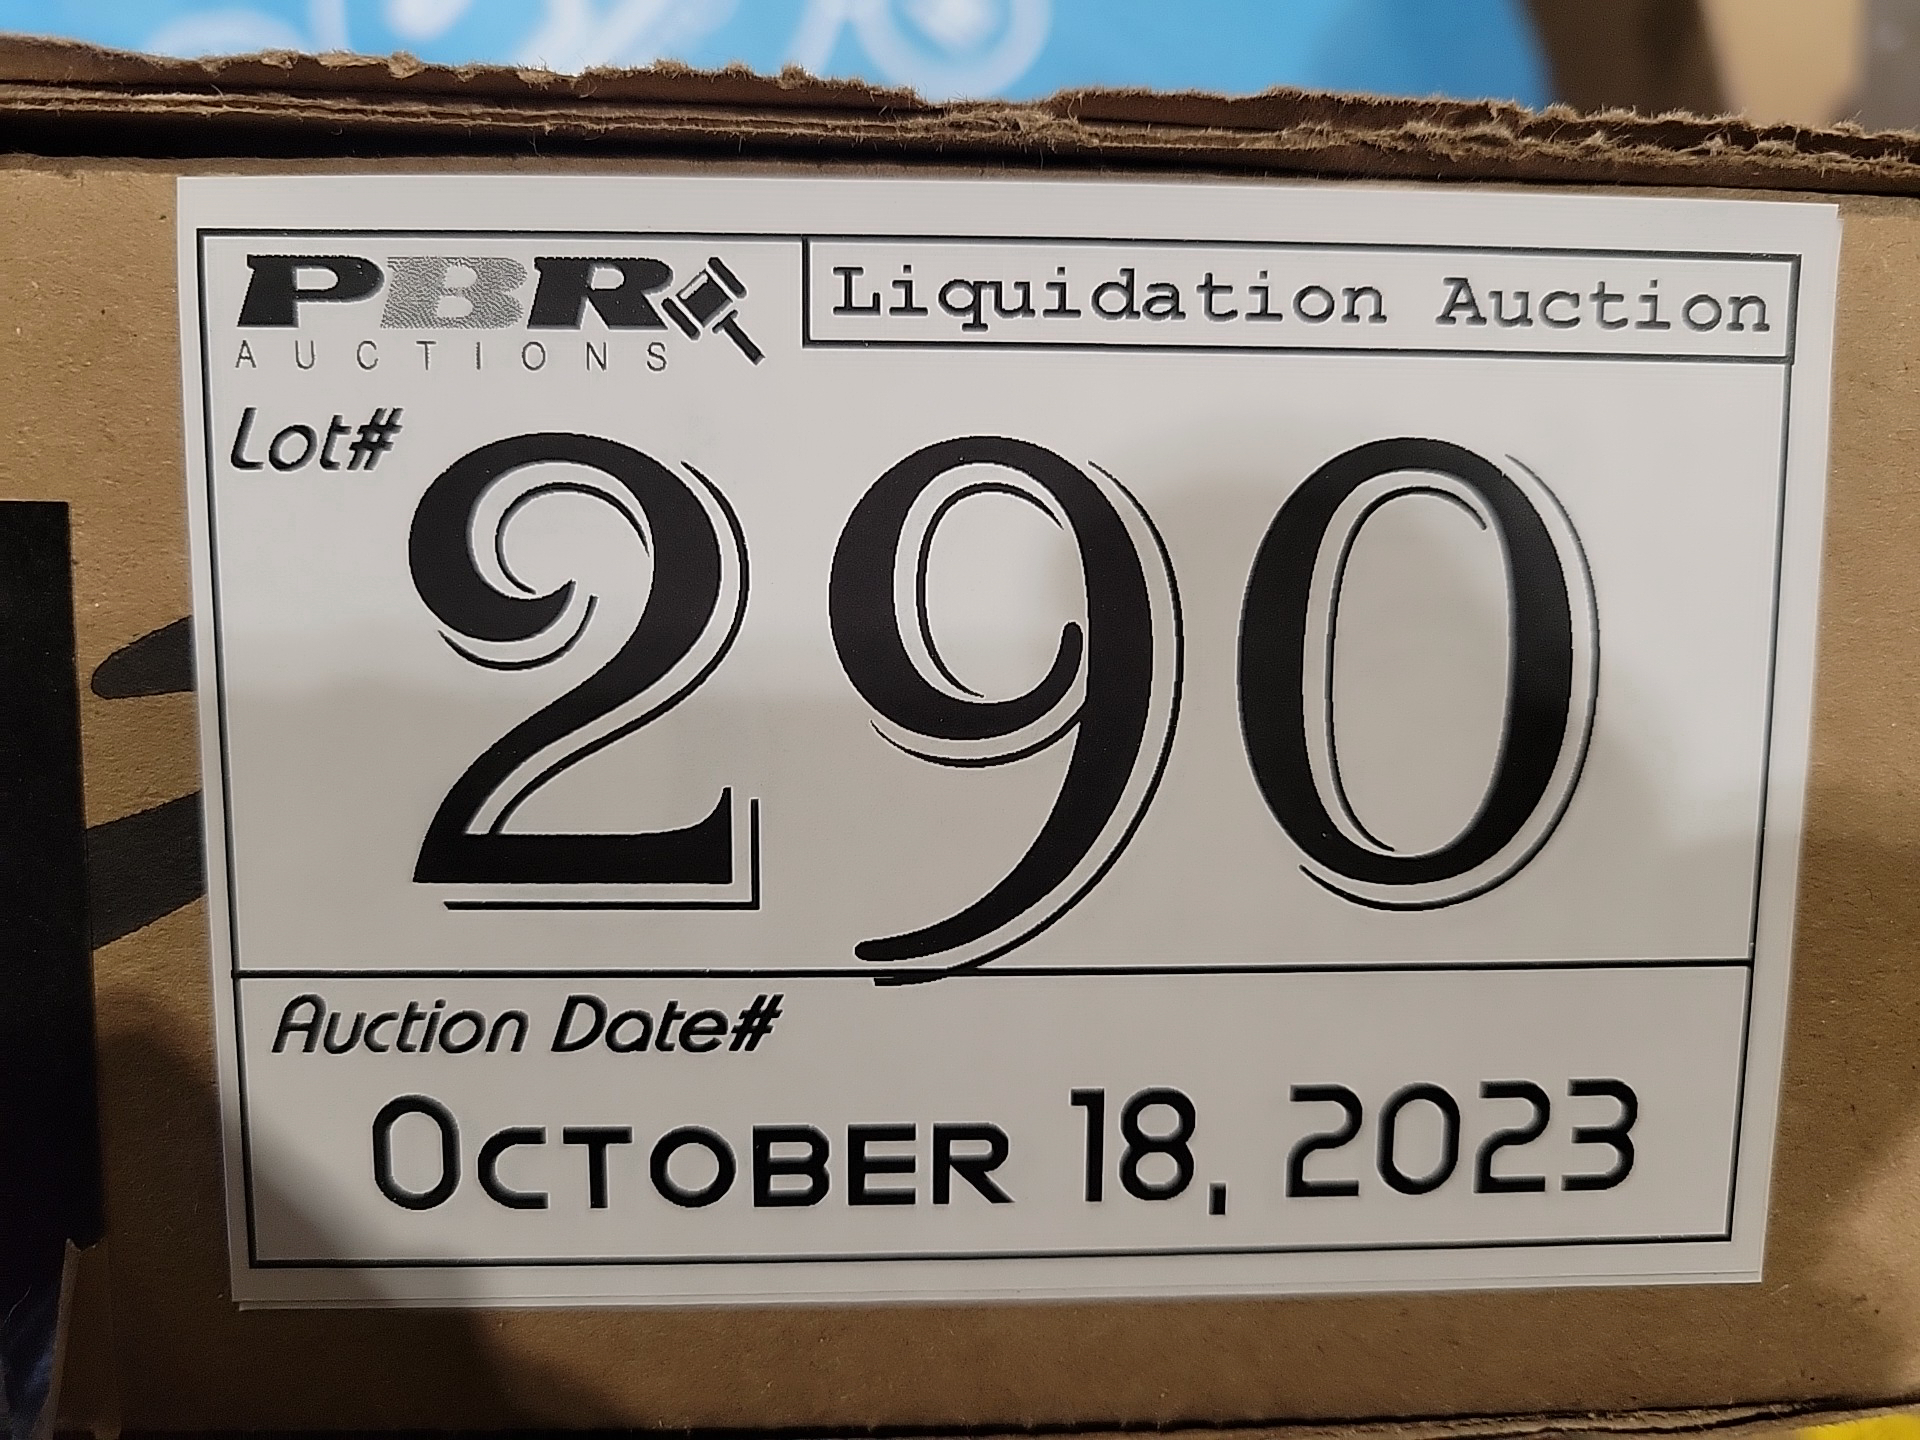 PBR
AUCTIONS
Liquidation Auction
Lot#
290
Auction Date#
October 18, 2023